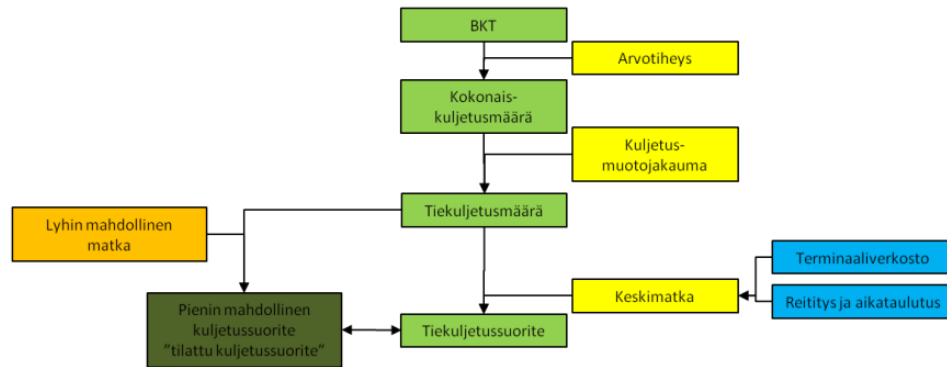 BKT
Arvotiheys
Kokonais-
kuljetusmäärä
Kuljetus-
muotojakauma
Tiekuljetusmäärä
Lyhin mahdollinen
matka
Terminaaliverkosto
Keskimatka
Reititys ja aikataulutus
Pienin mahdollinen
kuljetussuorite
”tilattu kuljetussuorite”
Tiekuljetussuorite